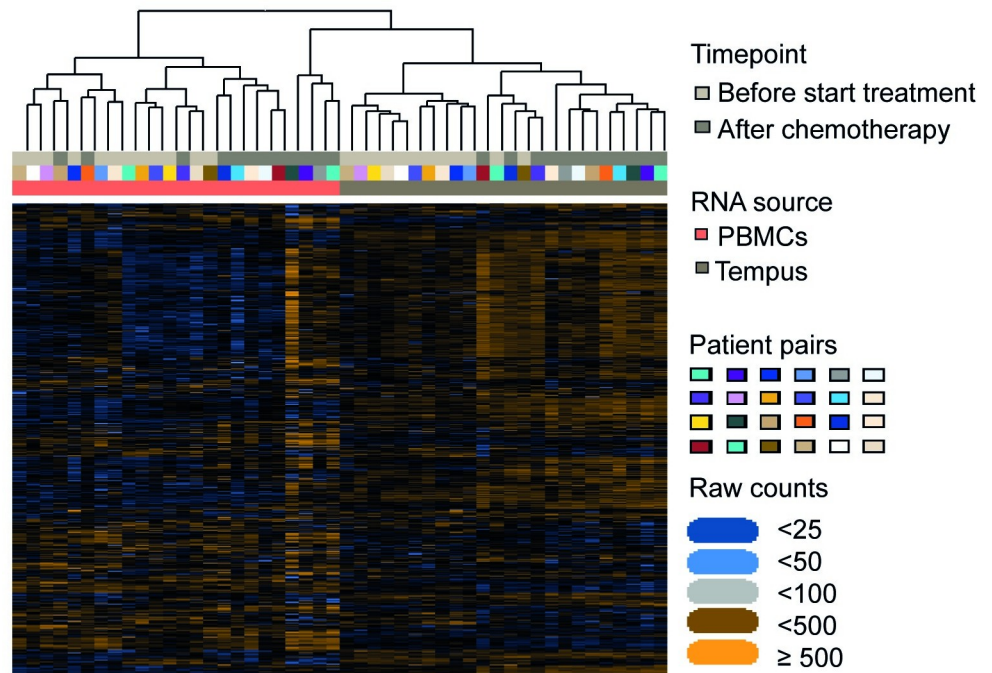 Timepoint
Before start treatment
After chemotherapy
RNA source
PBMCs
Tempus
Patient pairs
Raw counts
<25
<50
<100
<500
≥ 500